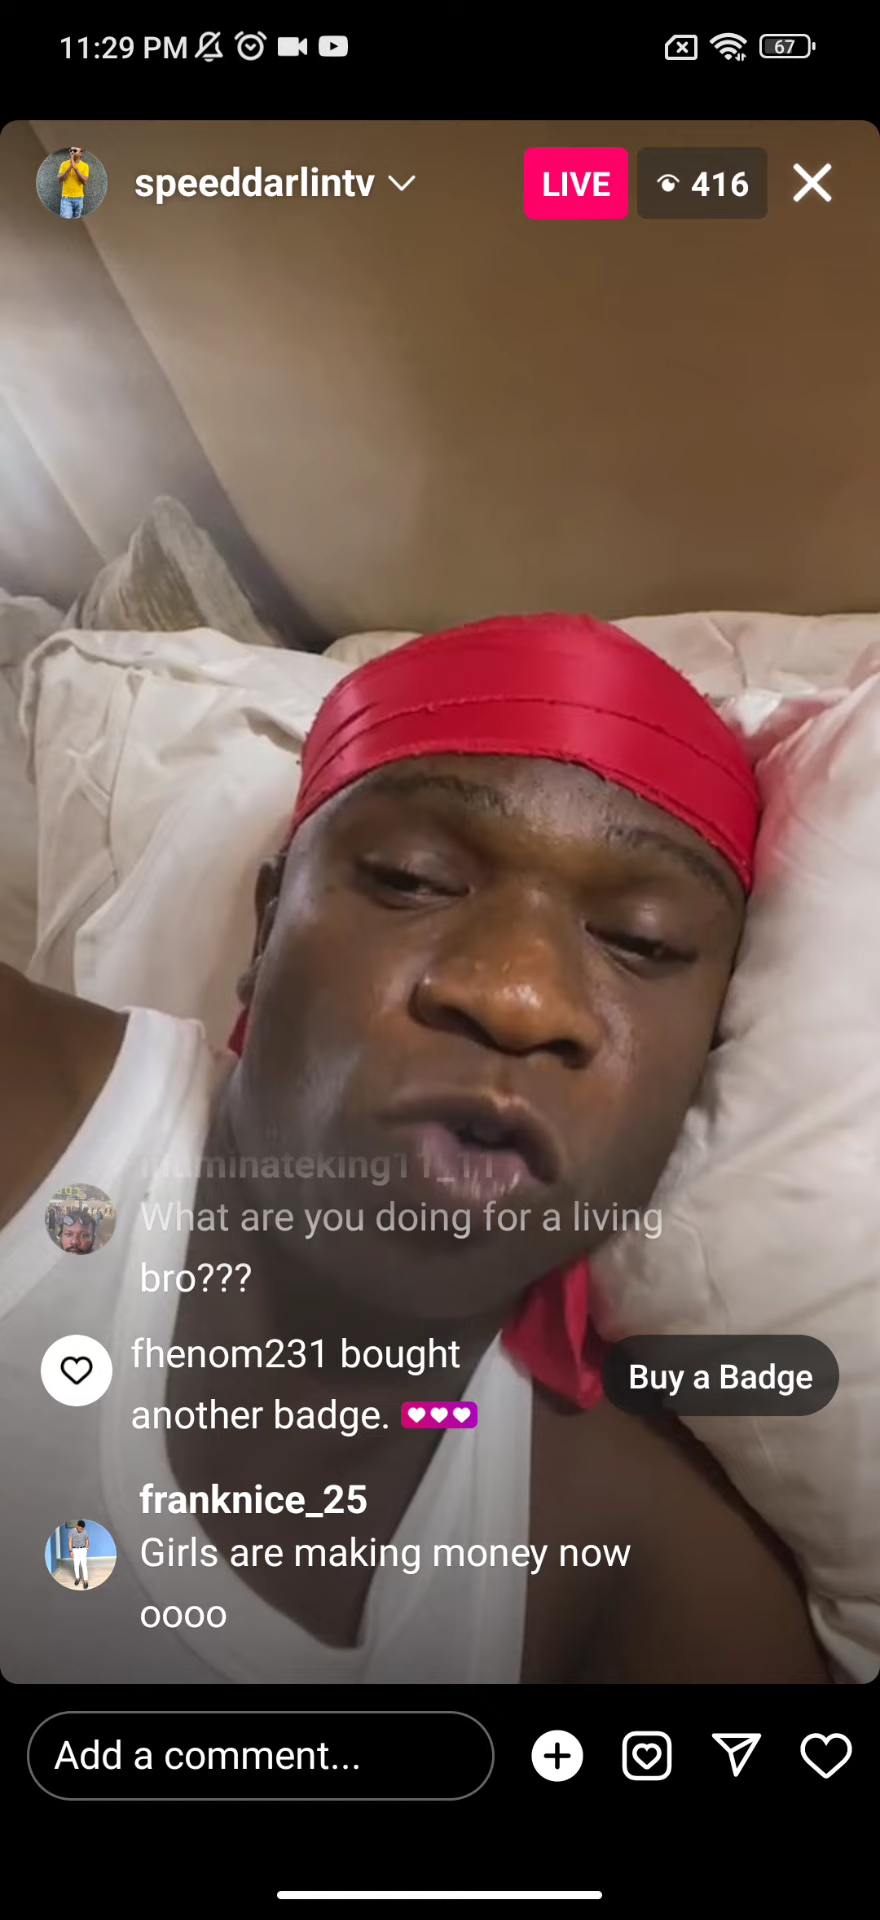 11:29 PM
67
speeddarlintv
LIVE
416
What are you doing for a living
bro???
fhenom231 bought
another badge.
Buy a Badge
franknice_25
Girls are making money now
oooo
Add a comment...